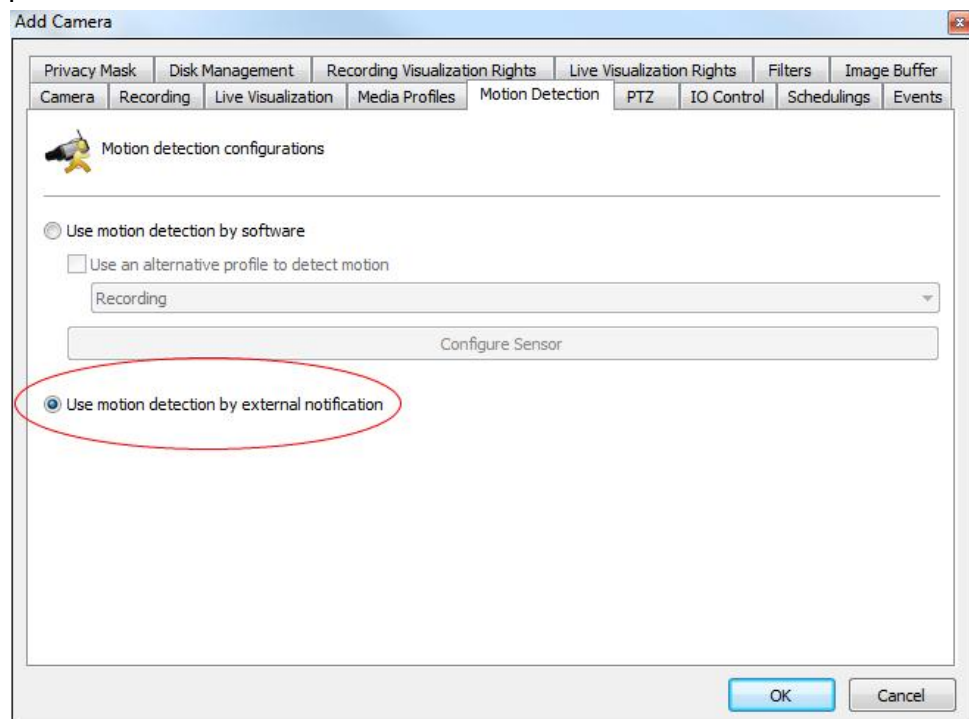 Add Camera
Privacy Mask Disk Management Recording Visualization Rights Live Visualization Rights Filters Image Buffer
Camera Recording Live Visualization Media Profiles Motion Detection PTZ IO Control Schedulings Events
Motion detection configurations
Use motion detection by software
Use an alternative profile to detect motion
Recording
Configure Sensor
Use motion detection by external notification
OK Cancel